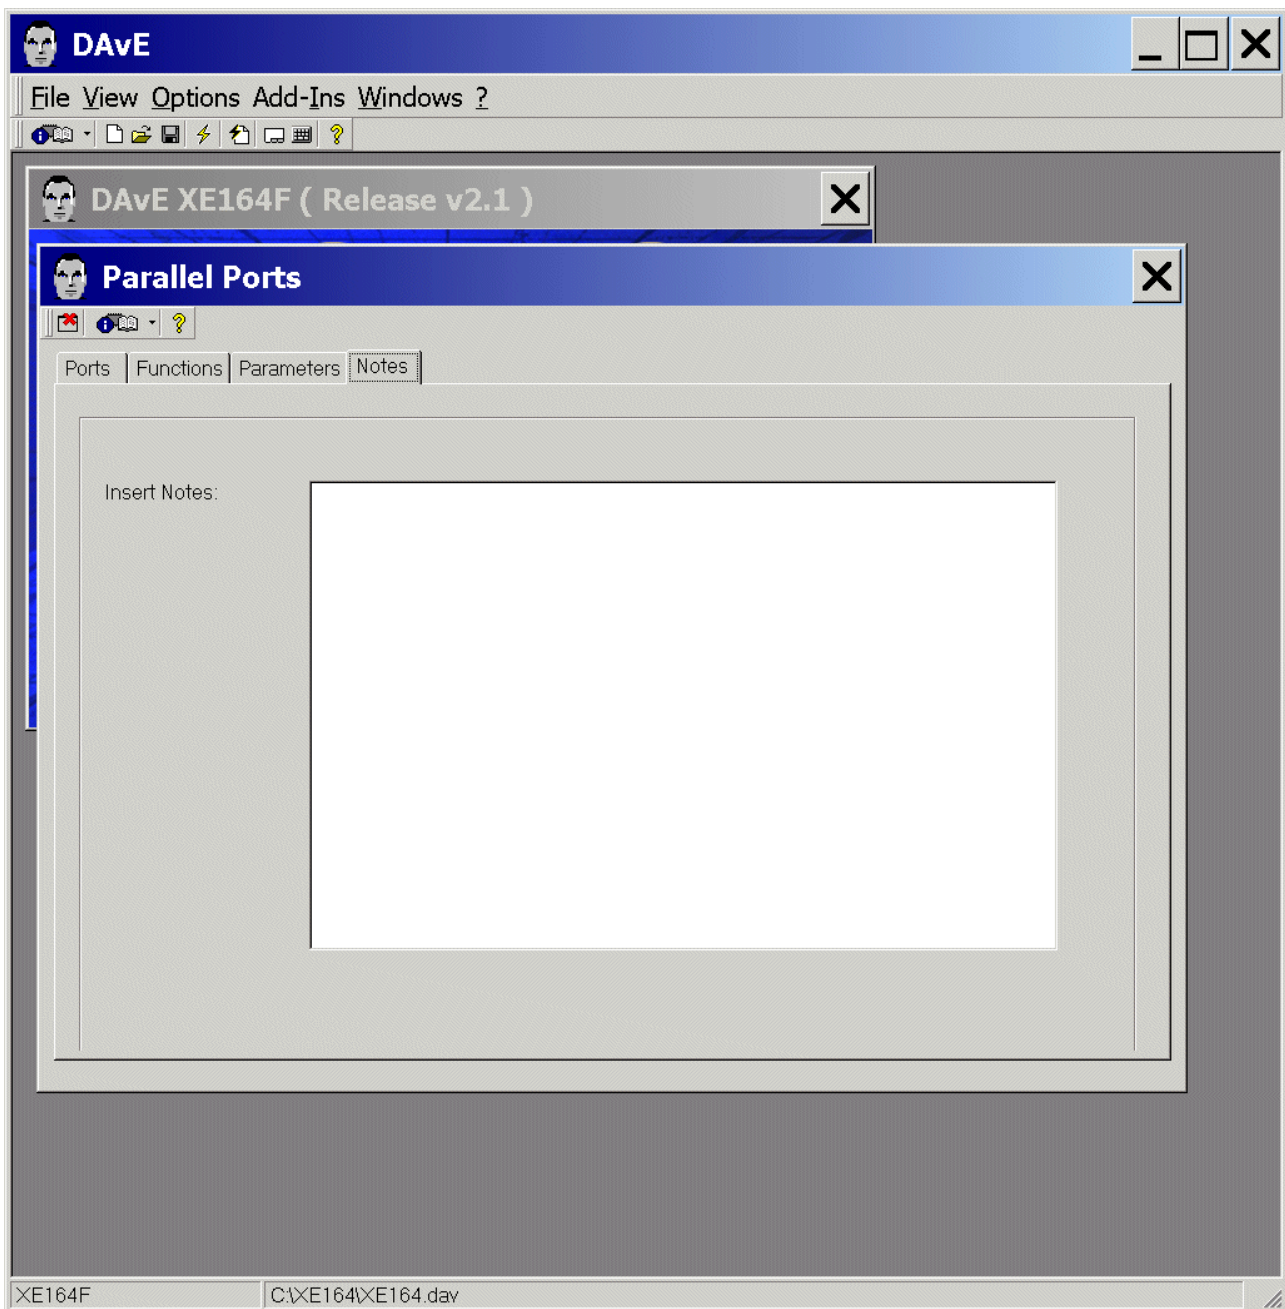 DAvE
File View Options Add-Ins Windows ?
DAvE XE164F ( Release v2.1 )
Parallel Ports
Ports Functions Parameters Notes
Insert Notes:
XE164F C:\XE164\XE164.dav